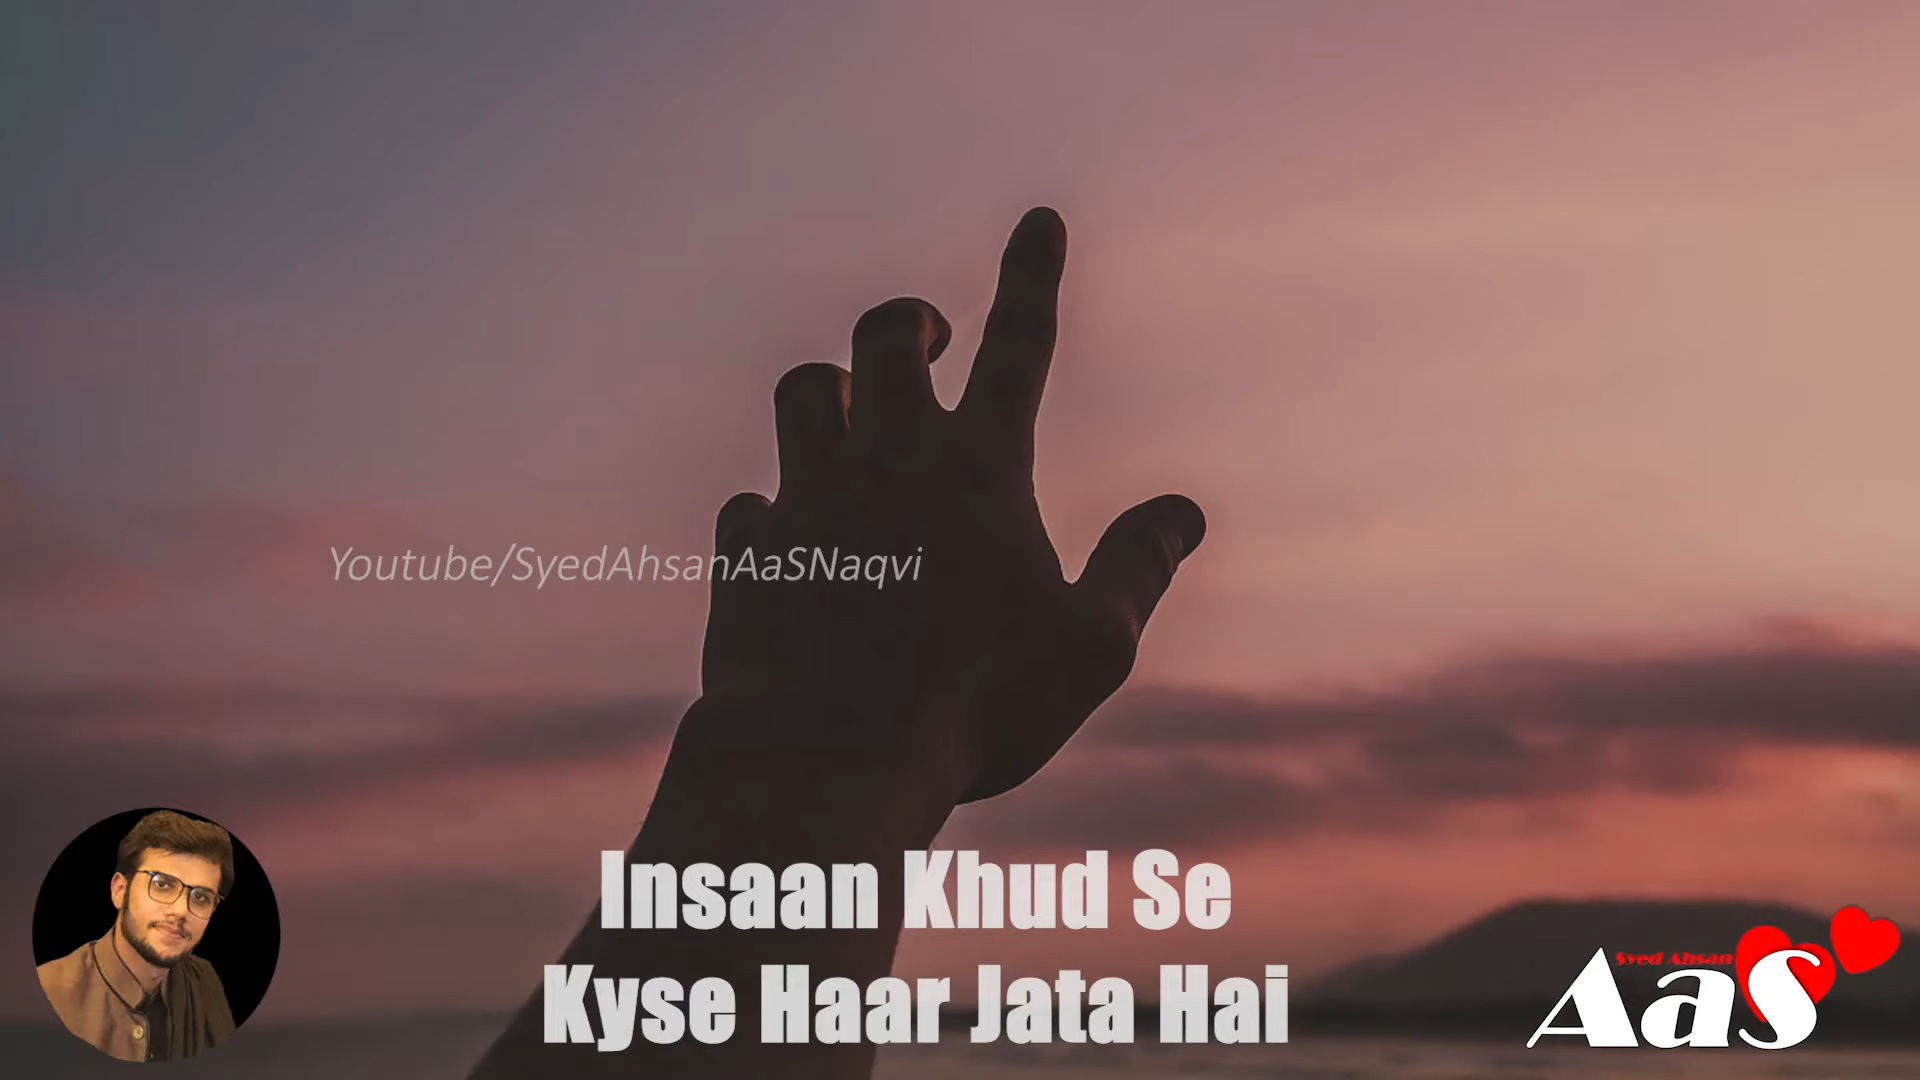 Youtube/SyedAhsanAaSNaqvi
Insaan Khud Se
Kyse Haar Jata Hai
Syed Ahsan
AaS